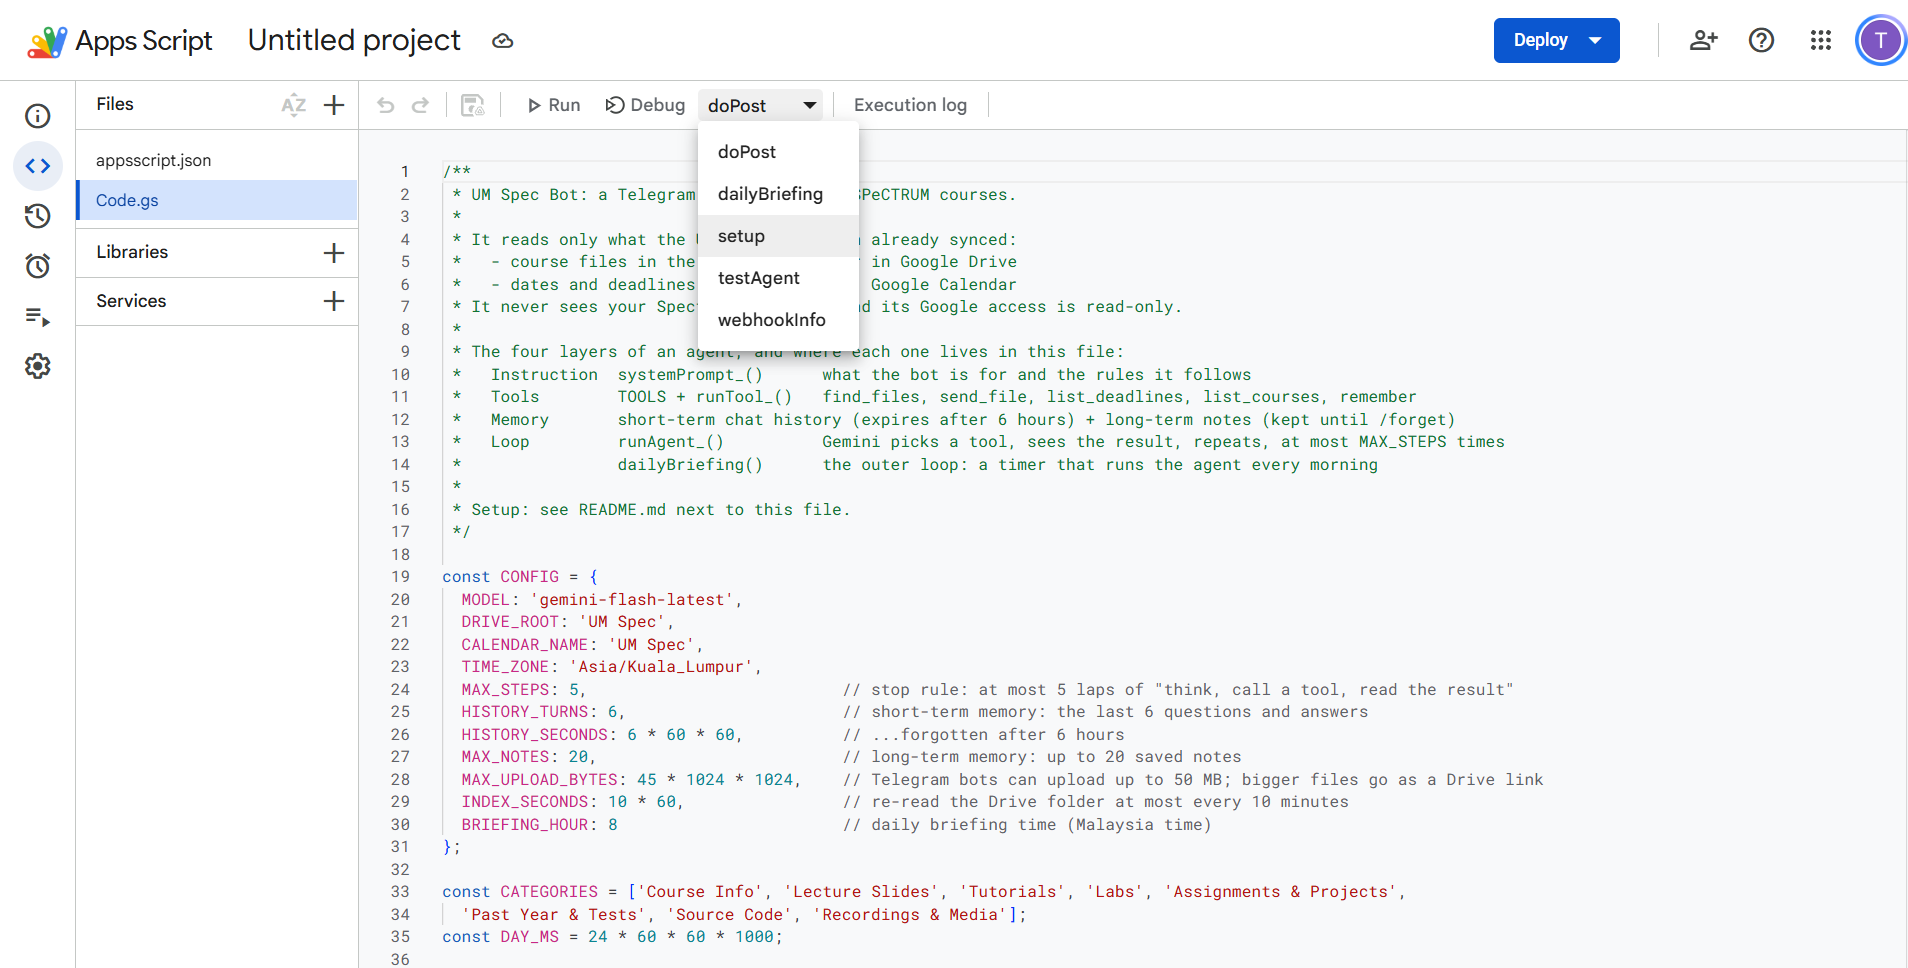 Apps Script
Untitled project
Deploy
T
Files
AZ
Run
Debug
doPost
Execution log
appsscript.json
Code.gs
Libraries
Services
doPost
dailyBriefing
setup
testAgent
webhookInfo
1 /**
2 * UM Spec Bot: a Telegram SPeCTRUM courses.
3 *
4 * It reads only what the already synced:
5 * - course files in the in Google Drive
6 * - dates and deadlines Google Calendar
7 * It never sees your Spec its Google access is read-only.
8 *
9 * The four layers of an agent, and where each one lives in this file:
10 * Instruction systemPrompt_() what the bot is for and the rules it follows
11 * Tools TOOLS + runTool_() find_files, send_file, list_deadlines, list_courses, remember
12 * Memory short-term chat history (expires after 6 hours) + long-term notes (kept until /forget)
13 * Loop runAgent_() Gemini picks a tool, sees the result, repeats, at most MAX_STEPS times
14 * dailyBriefing() the outer loop: a timer that runs the agent every morning
15 *
16 * Setup: see README.md next to this file.
17 */
18
19 const CONFIG = {
20 MODEL: 'gemini-flash-latest',
21 DRIVE_ROOT: 'UM Spec',
22 CALENDAR_NAME: 'UM Spec',
23 TIME_ZONE: 'Asia/Kuala_Lumpur',
24 MAX_STEPS: 5, // stop rule: at most 5 laps of "think, call a tool, read the result"
25 HISTORY_TURNS: 6, // short-term memory: the last 6 questions and answers
26 HISTORY_SECONDS: 6 * 60 * 60, // ...forgotten after 6 hours
27 MAX_NOTES: 20, // long-term memory: up to 20 saved notes
28 MAX_UPLOAD_BYTES: 45 * 1024 * 1024, // Telegram bots can upload up to 50 MB; bigger files go as a Drive link
29 INDEX_SECONDS: 10 * 60, // re-read the Drive folder at most every 10 minutes
30 BRIEFING_HOUR: 8 // daily briefing time (Malaysia time)
31 };
32
33 const CATEGORIES = ['Course Info', 'Lecture Slides', 'Tutorials', 'Labs', 'Assignments & Projects',
34 'Past Year & Tests', 'Source Code', 'Recordings & Media'];
35 const DAY_MS = 24 * 60 * 60 * 1000;
36